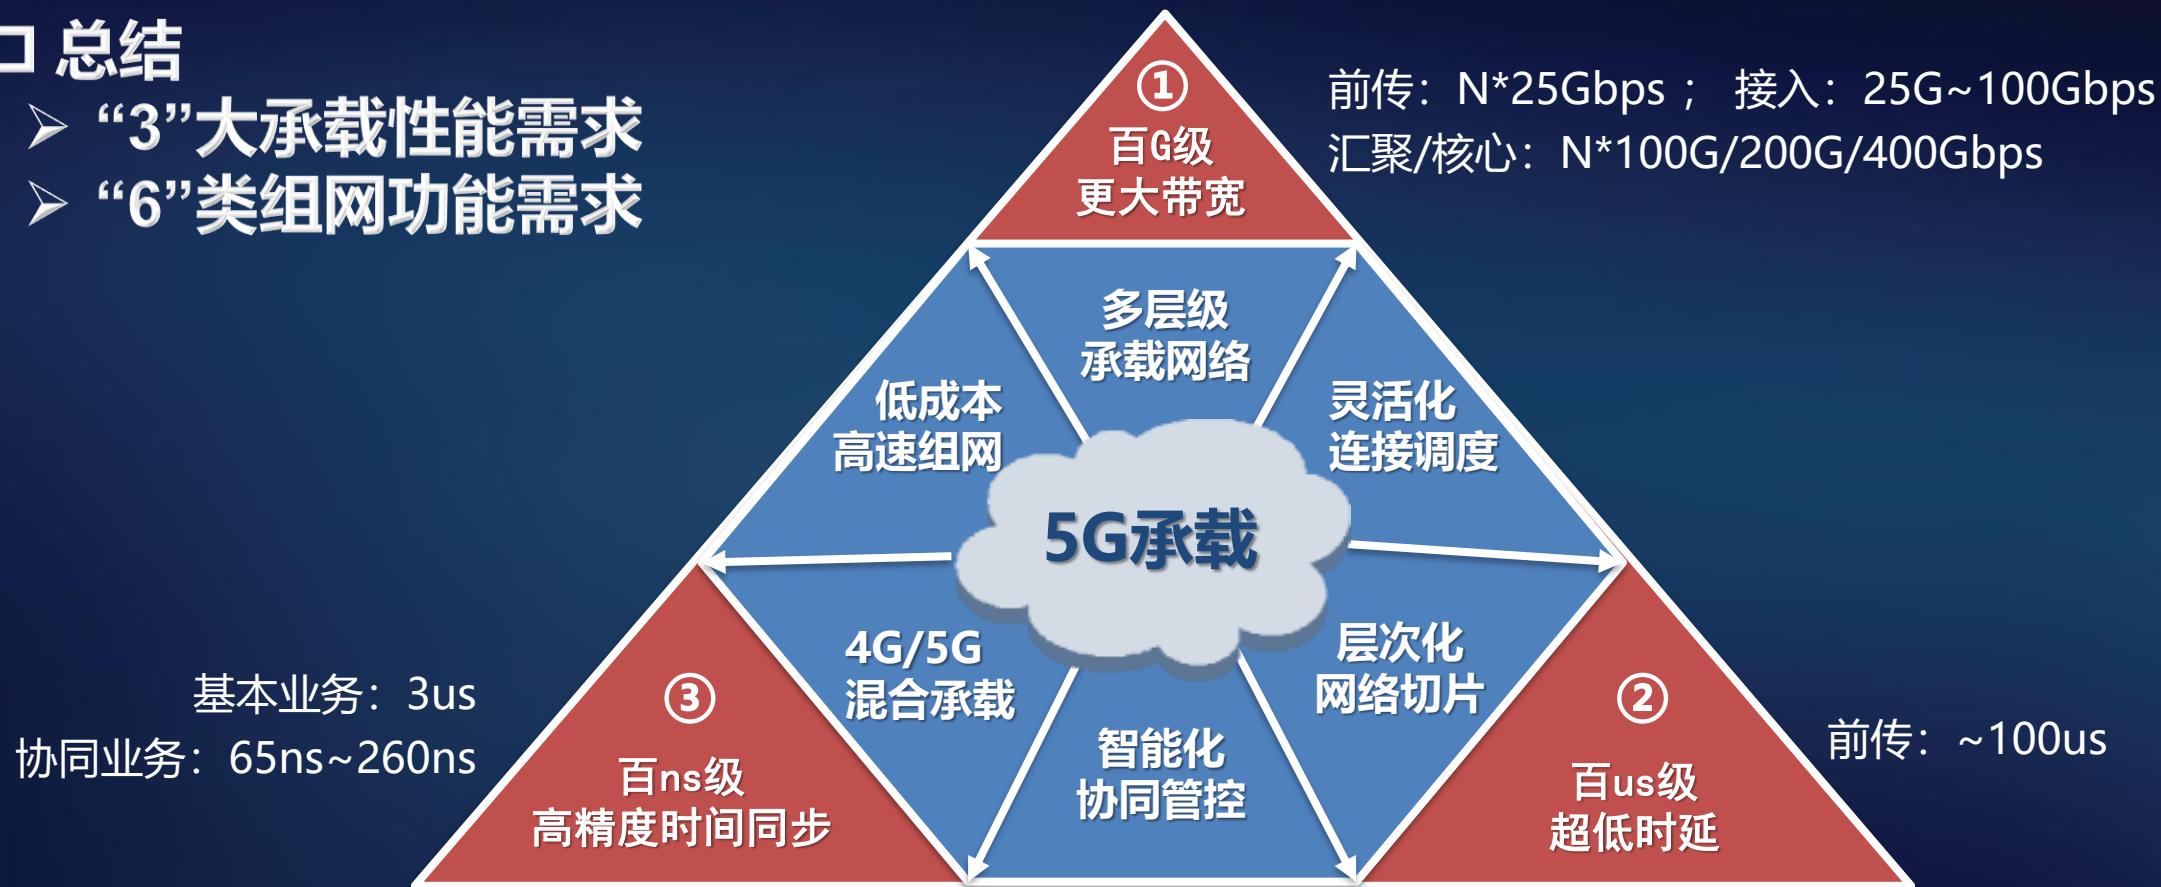 总结
“3”大承载性能需求
“6”类组网功能需求
①
百G级
更大带宽
前传：N*25Gbps ； 接入：25G~100Gbps
汇聚/核心：N*100G/200G/400Gbps
多层级
承载网络
低成本
高速组网
灵活化
连接调度
5G承载
4G/5G
混合承载
层次化
网络切片
智能化
协同管控
基本业务：3us
协同业务：65ns~260ns
③
百ns级
高精度时间同步
②
百us级
超低时延
前传：~100us